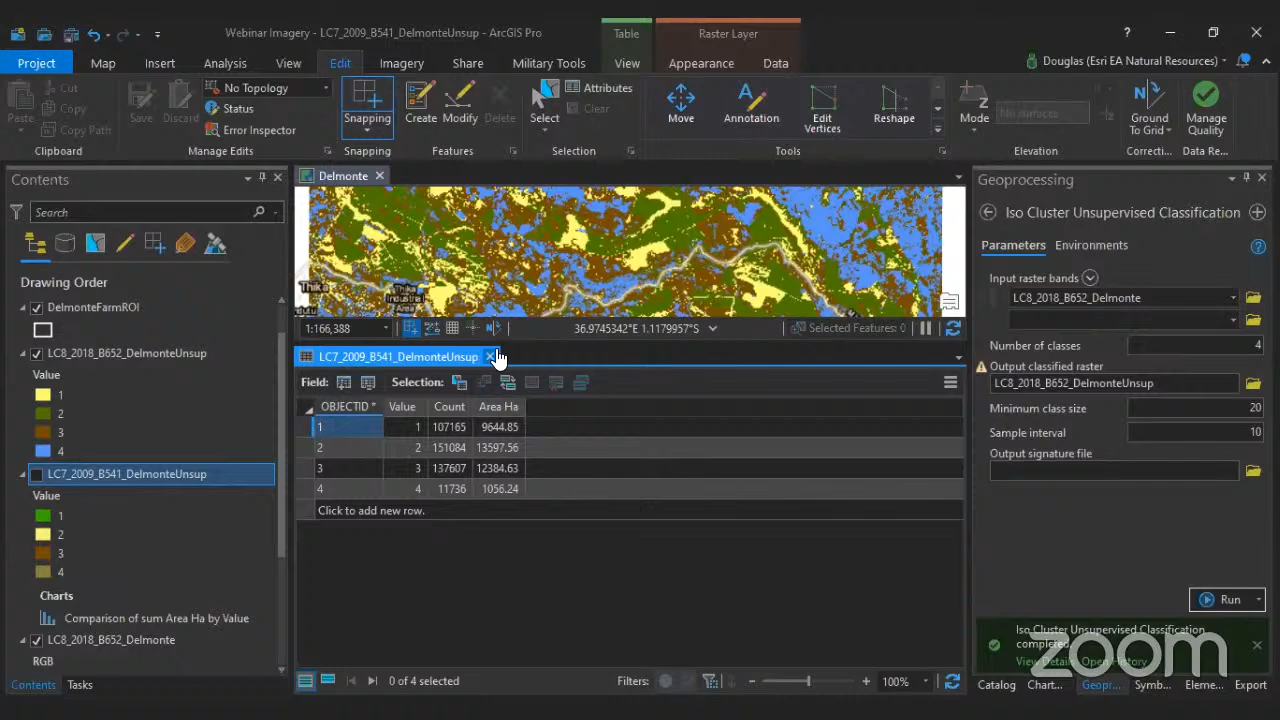 Webinar Imagery - LC7_2009_B541_DelmonteUnsup - ArcGIS Pro
Table
Raster Layer
?
Project
Map
Insert
Analysis
View
Edit
Imagery
Share
Military Tools
View
Appearance
Data
Douglas (Esri EA Natural Resources)
Paste
Cut
Copy
Copy Path
Clipboard
Save
Discard
No Topology
Status
Error Inspector
Manage Edits
Snapping
Snapping
Create
Modify
Delete
Features
Select
Attributes
Clear
Selection
Move
Annotation
Edit
Vertices
Reshape
Tools
Mode
No surfaces
Elevation
Ground
To Grid
Correcti...
Manage
Quality
Data Re...
Contents
Search
Drawing Order
DelmonteFarmROI
LC8_2018_B652_DelmonteUnsup
Value
1
2
3
4
LC7_2009_B541_DelmonteUnsup
Value
1
2
3
4
Charts
Comparison of sum Area Ha by Value
LC8_2018_B652_Delmonte
RGB
Contents Tasks
Delmonte
Thika
Thika
Industrial
Area
1:166,388
36.9745342°E 1.1179957°S
Selected Features: 0
LC7_2009_B541_DelmonteUnsup
Field:
Selection:
OBJECTID * Value Count Area Ha
1 1 107165 9644.85
2 2 151084 13597.56
3 3 137607 12384.63
4 4 11736 1056.24
Click to add new row.
0 of 4 selected
Filters:
100%
Geoprocessing
Iso Cluster Unsupervised Classification
Parameters Environments
Input raster bands
LC8_2018_B652_Delmonte
Number of classes 4
Output classified raster
LC8_2018_B652_DelmonteUnsup
Minimum class size 20
Sample interval 10
Output signature file
Run
Iso Cluster Unsupervised Classification
completed.
View Details Open History
zoom
Catalog Chart... Geopr... Symb... Eleme... Export